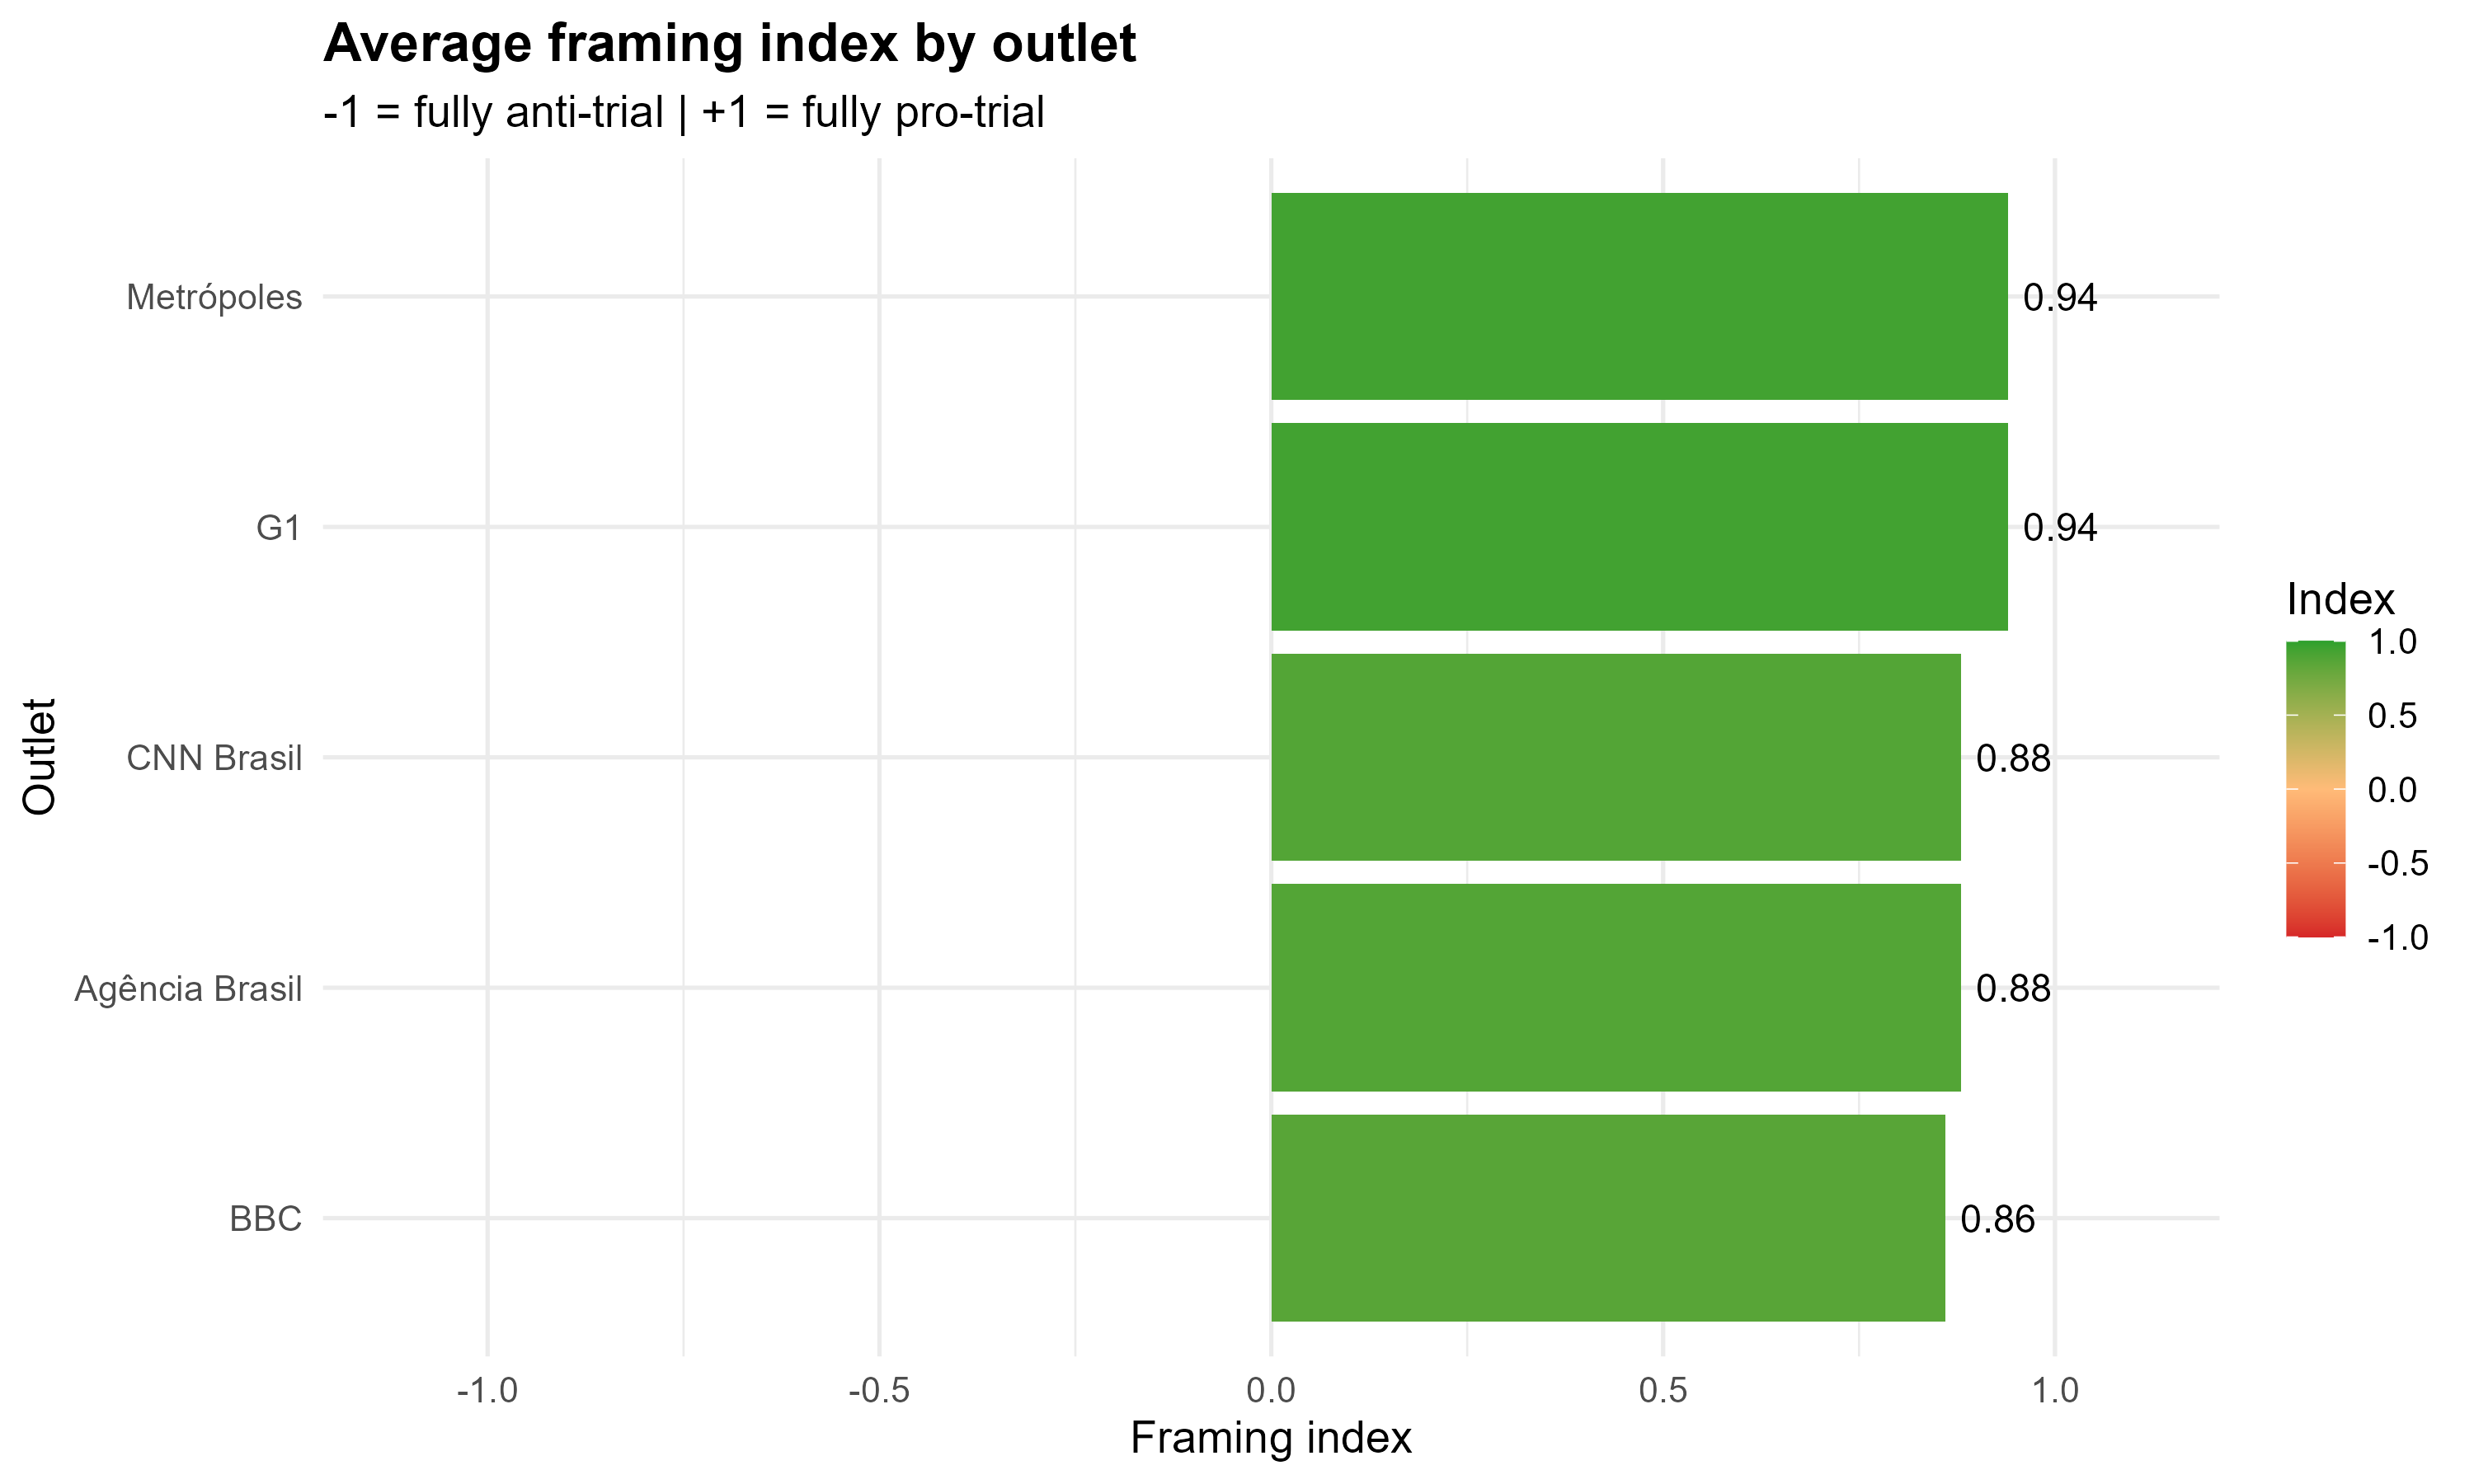 Average framing index by outlet
-1 = fully anti-trial | +1 = fully pro-trial
Outlet
Metrópoles
0.94
G1
0.94
CNN Brasil
0.88
Agência Brasil
0.88
BBC
0.86
-1.0
-0.5
0.0
0.5
1.0
Framing index
Index
1.0
0.5
0.0
-0.5
-1.0